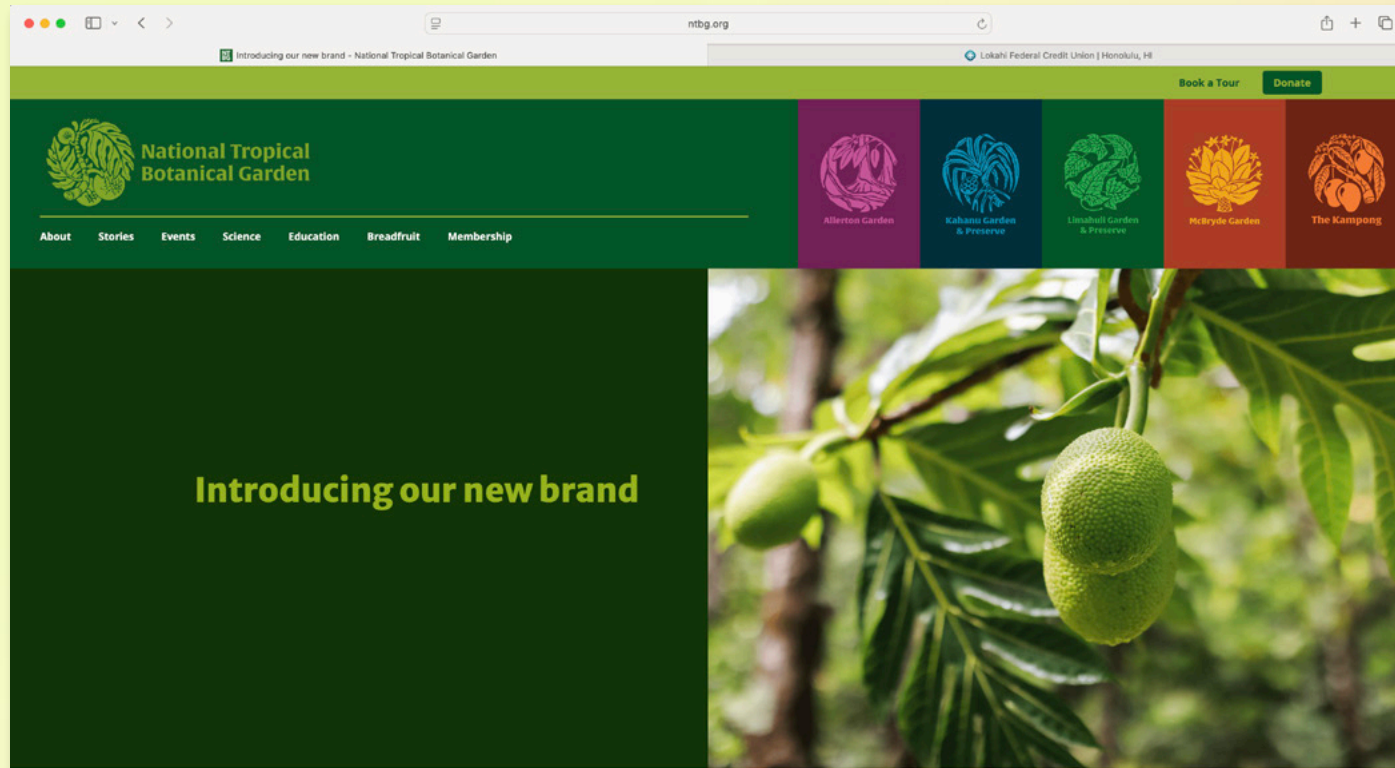 ntbg.org
Introducing our new brand – National Tropical Botanical Garden
Lokahi Federal Credit Union | Honolulu, HI
Book a Tour
Donate
National Tropical
Botanical Garden
About Stories Events Science Education Breadfruit Membership
Allerton Garden
Kahanu Garden
& Preserve
Limahuli Garden
& Preserve
McBryde Garden
The Kampong
Introducing our new brand